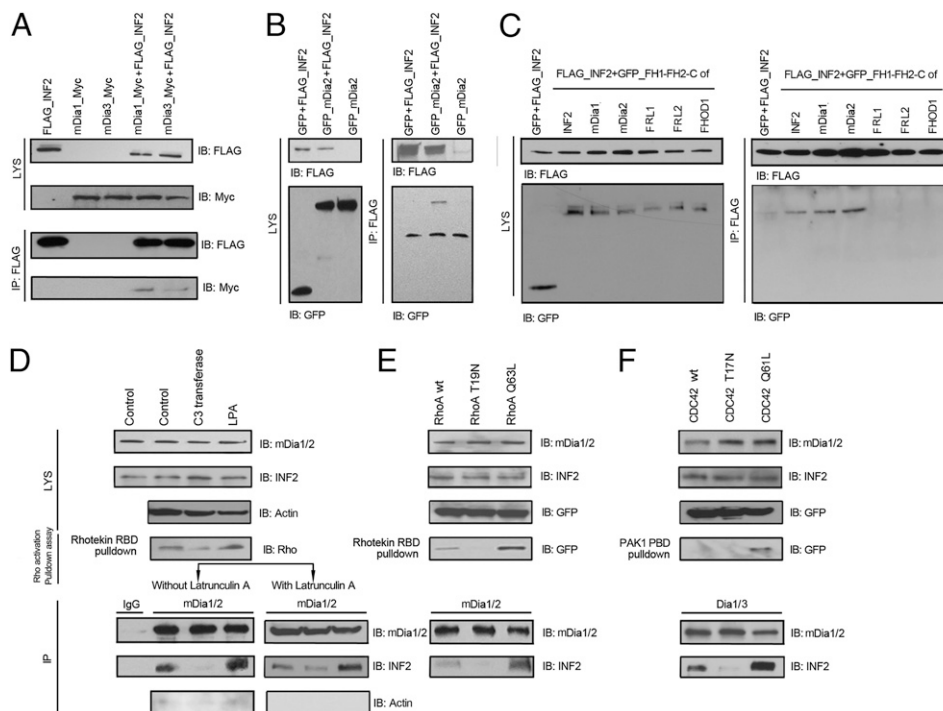 A
FLAG_INF2
mDia1_Myc
mDia3_Myc
mDia1_Myc+FLAG_INF2
mDia3_Myc+FLAG_INF2
LYS
IB: FLAG
IB: Myc
IP: FLAG
IB: FLAG
IB: Myc
B
GFP+FLAG_INF2
GFP_mDia2+FLAG_INF2
GFP_mDia2
GFP+FLAG_INF2
GFP_mDia2+FLAG_INF2
GFP_mDia2
IB: FLAG
IB: FLAG
LYS
IP: FLAG
IB: GFP
IB: GFP
C
GFP+FLAG_INF2
FLAG_INF2+GFP_FH1-FH2-C of
INF2
mDia1
mDia2
FRL1
FRL2
FHOD1
GFP+FLAG_INF2
FLAG_INF2+GFP_FH1-FH2-C of
INF2
mDia1
mDia2
FRL1
FRL2
FHOD1
IB: FLAG
IB: FLAG
LYS
IP: FLAG
IB: GFP
IB: GFP
D
Control
Control
C3 transferase
LPA
LYS
IB: mDia1/2
IB: INF2
IB: Actin
Rho activation
Pulldown assay
Rhotekin RBD
pulldown
IB: Rho
Without Latrunculin A
With Latrunculin A
IgG
mDia1/2
mDia1/2
IP
IB: mDia1/2
IB: INF2
IB: Actin
E
RhoA wt
RhoA T19N
RhoA Q63L
IB: mDia1/2
IB: INF2
IB: GFP
Rhotekin RBD
pulldown
IB: GFP
mDia1/2
IB: mDia1/2
IB: INF2
F
CDC42 wt
CDC42 T17N
CDC42 Q61L
IB: mDia1/2
IB: INF2
IB: GFP
PAK1 PBD
pulldown
IB: GFP
Dia1/3
IB: mDia1/2
IB: INF2